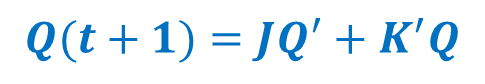 Q(t + 1) = JQ′ + K′Q